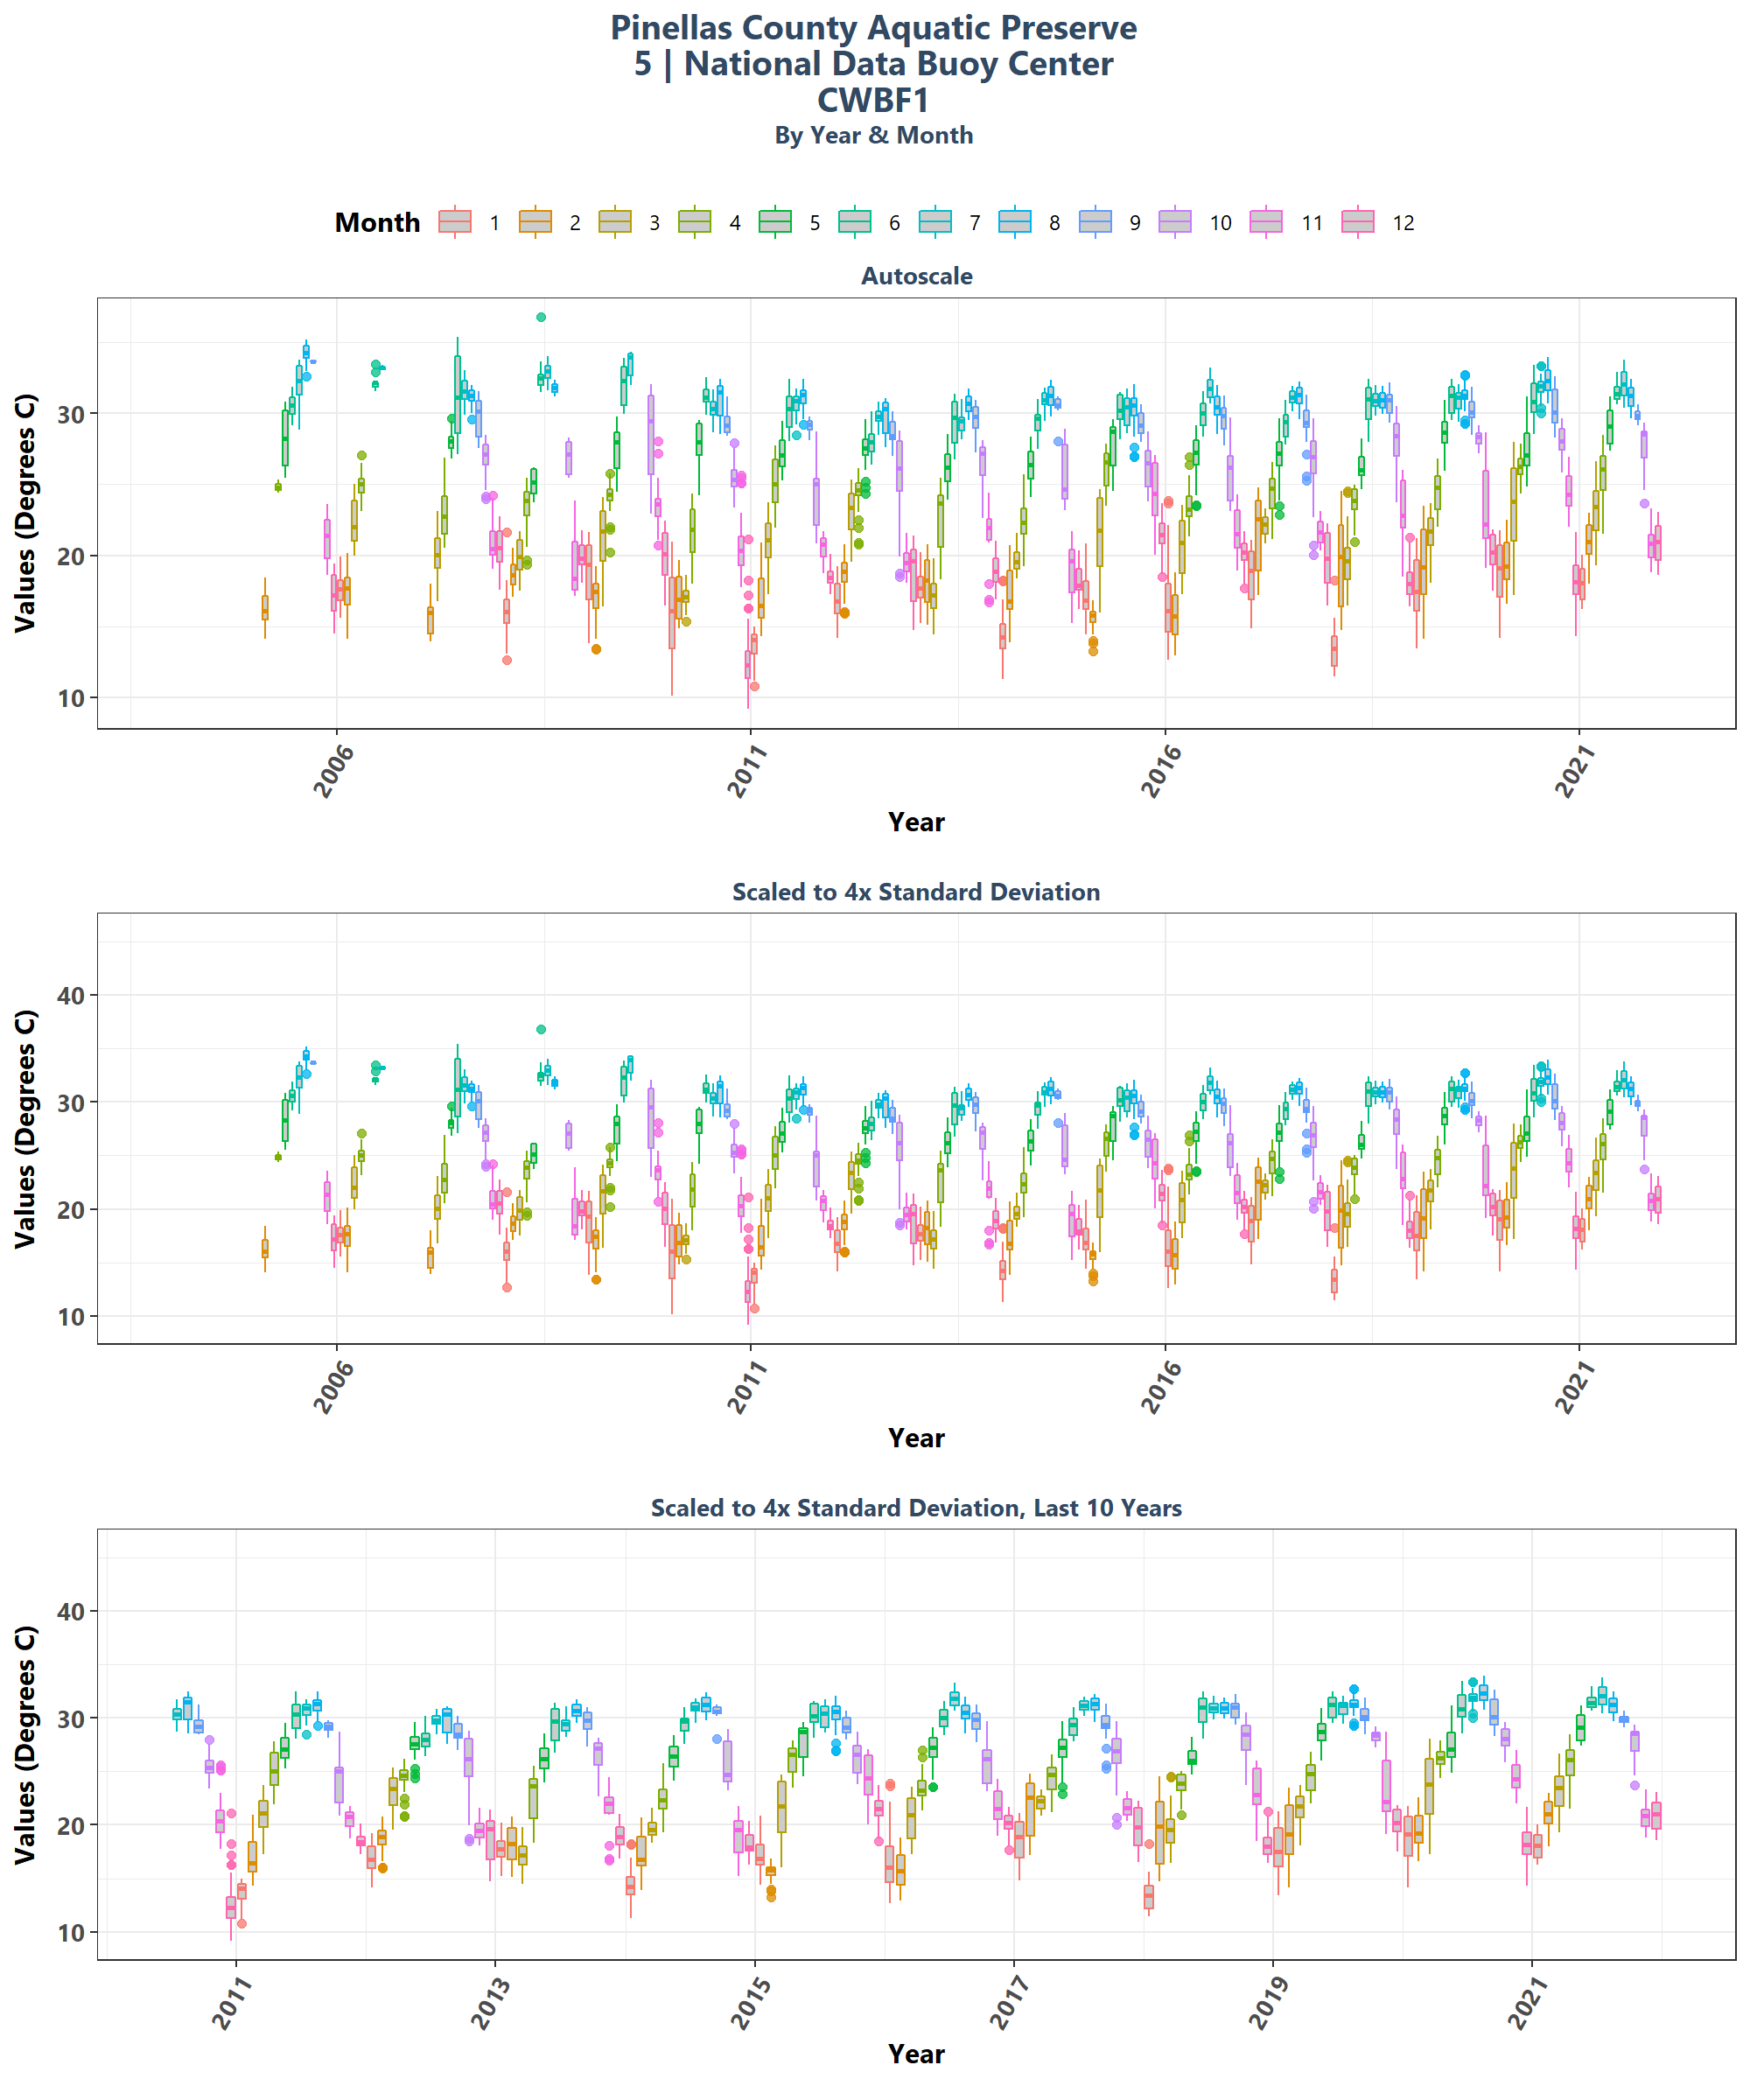 Pinellas County Aquatic Preserve
5 | National Data Buoy Center
CWBF1
By Year & Month
Month 1 2 3 4 5 6 7 8 9 10 11 12
Autoscale
Values (Degrees C)
30
20
10
2006 2011 2016 2021
Year
Scaled to 4x Standard Deviation
Values (Degrees C)
40
30
20
10
2006 2011 2016 2021
Year
Scaled to 4x Standard Deviation, Last 10 Years
Values (Degrees C)
40
30
20
10
2011 2013 2015 2017 2019 2021
Year